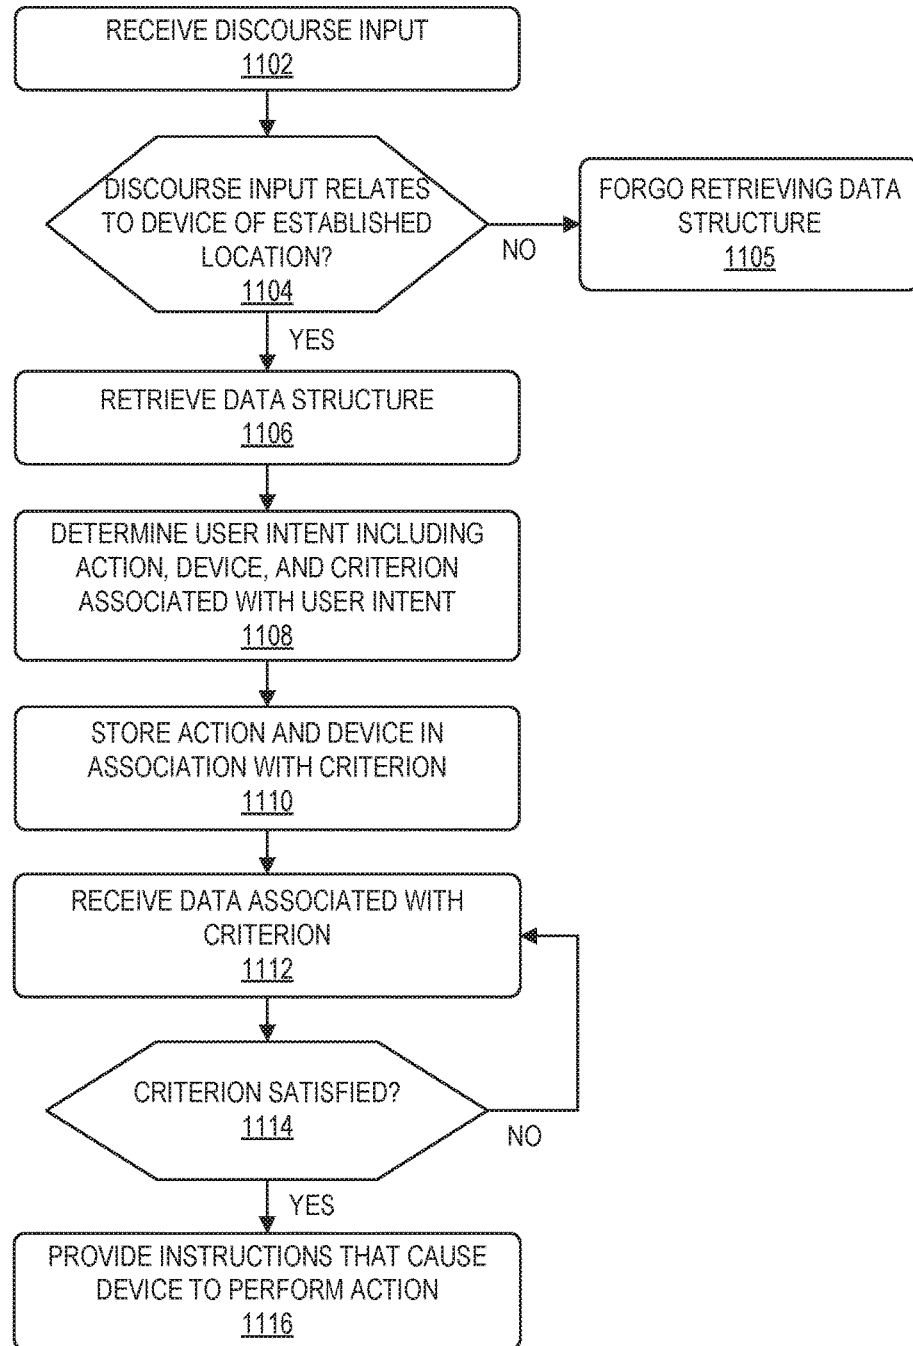 RECEIVE DISCOURSE INPUT
1102
DISCOURSE INPUT RELATES
TO DEVICE OF ESTABLISHED
LOCATION?
1104
NO
FORGO RETRIEVING DATA
STRUCTURE
1105
YES
RETRIEVE DATA STRUCTURE
1106
DETERMINE USER INTENT INCLUDING
ACTION, DEVICE, AND CRITERION
ASSOCIATED WITH USER INTENT
1108
STORE ACTION AND DEVICE IN
ASSOCIATION WITH CRITERION
1110
RECEIVE DATA ASSOCIATED WITH
CRITERION
1112
CRITERION SATISFIED?
1114
NO
YES
PROVIDE INSTRUCTIONS THAT CAUSE
DEVICE TO PERFORM ACTION
1116